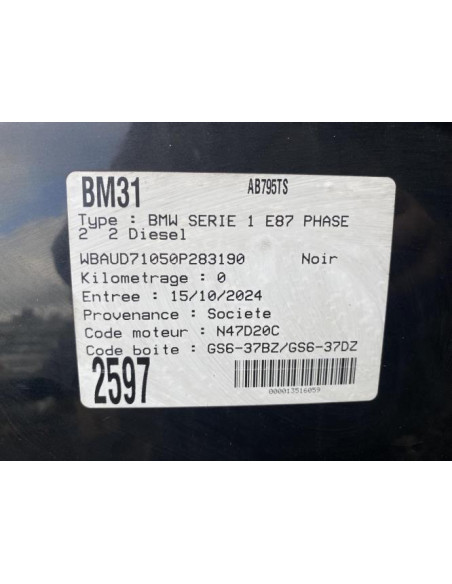 BM31 AB795TS
Type : BMW SERIE 1 E87 PHASE
2 2 Diesel
WBAUD71050P283190 Noir
Kilometrage : 0
Entree : 15/10/2024
Provenance : Societe
Code moteur : N47D20C
Code boite : GS6-37BZ/GS6-37DZ
2597
000013516059